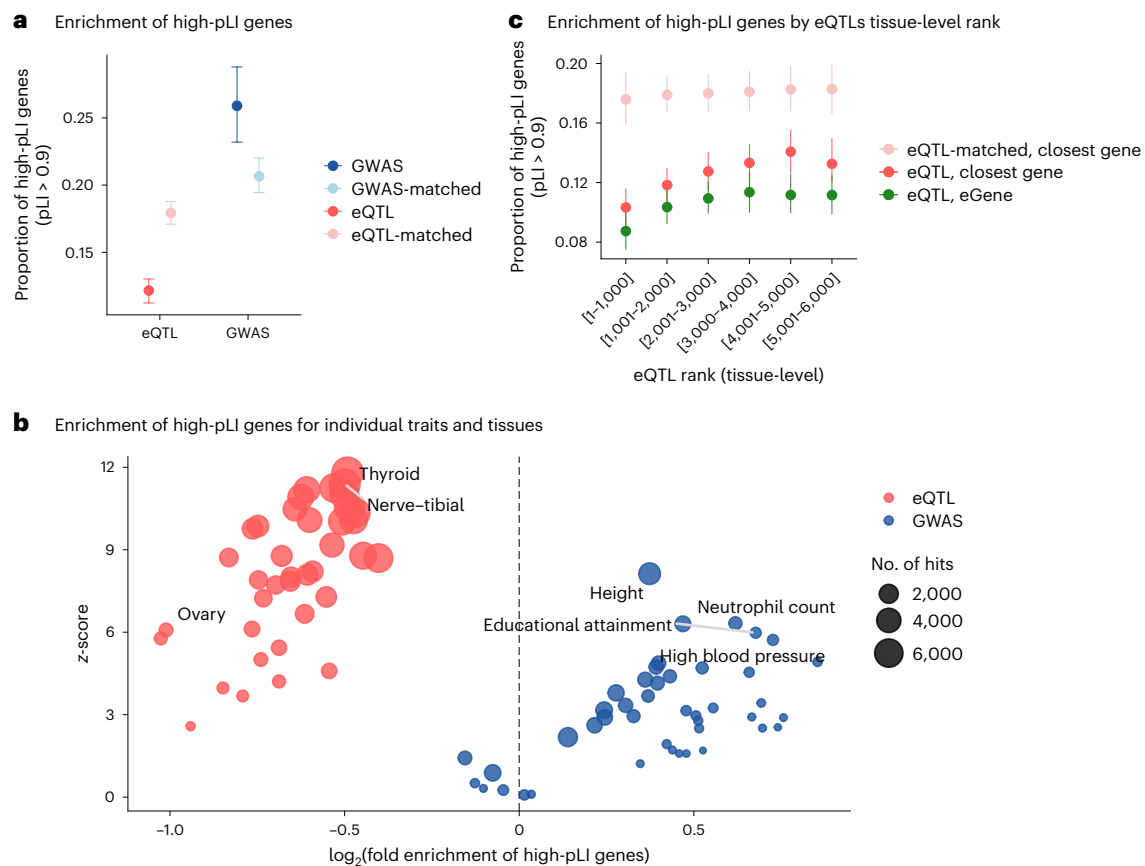 a Enrichment of high-pLI genes
Proportion of high-pLI genes
(pLI > 0.9)
0.25
0.20
0.15
eQTL
GWAS
GWAS
GWAS-matched
eQTL
eQTL-matched
c Enrichment of high-pLI genes by eQTLs tissue-level rank
Proportion of high-pLI genes
(pLI > 0.9)
0.20
0.16
0.12
0.08
[1–1,000]
[1,001–2,000]
[2,001–3,000]
[3,000–4,000]
[4,001–5,000]
[5,001–6,000]
eQTL rank (tissue-level)
eQTL-matched, closest gene
eQTL, closest gene
eQTL, eGene
b Enrichment of high-pLI genes for individual traits and tissues
z-score
12
9
6
3
0
Thyroid
Nerve–tibial
Ovary
Height
Neutrophil count
Educational attainment
High blood pressure
–1.0
–0.5
0
0.5
log2(fold enrichment of high-pLI genes)
eQTL
GWAS
No. of hits
2,000
4,000
6,000